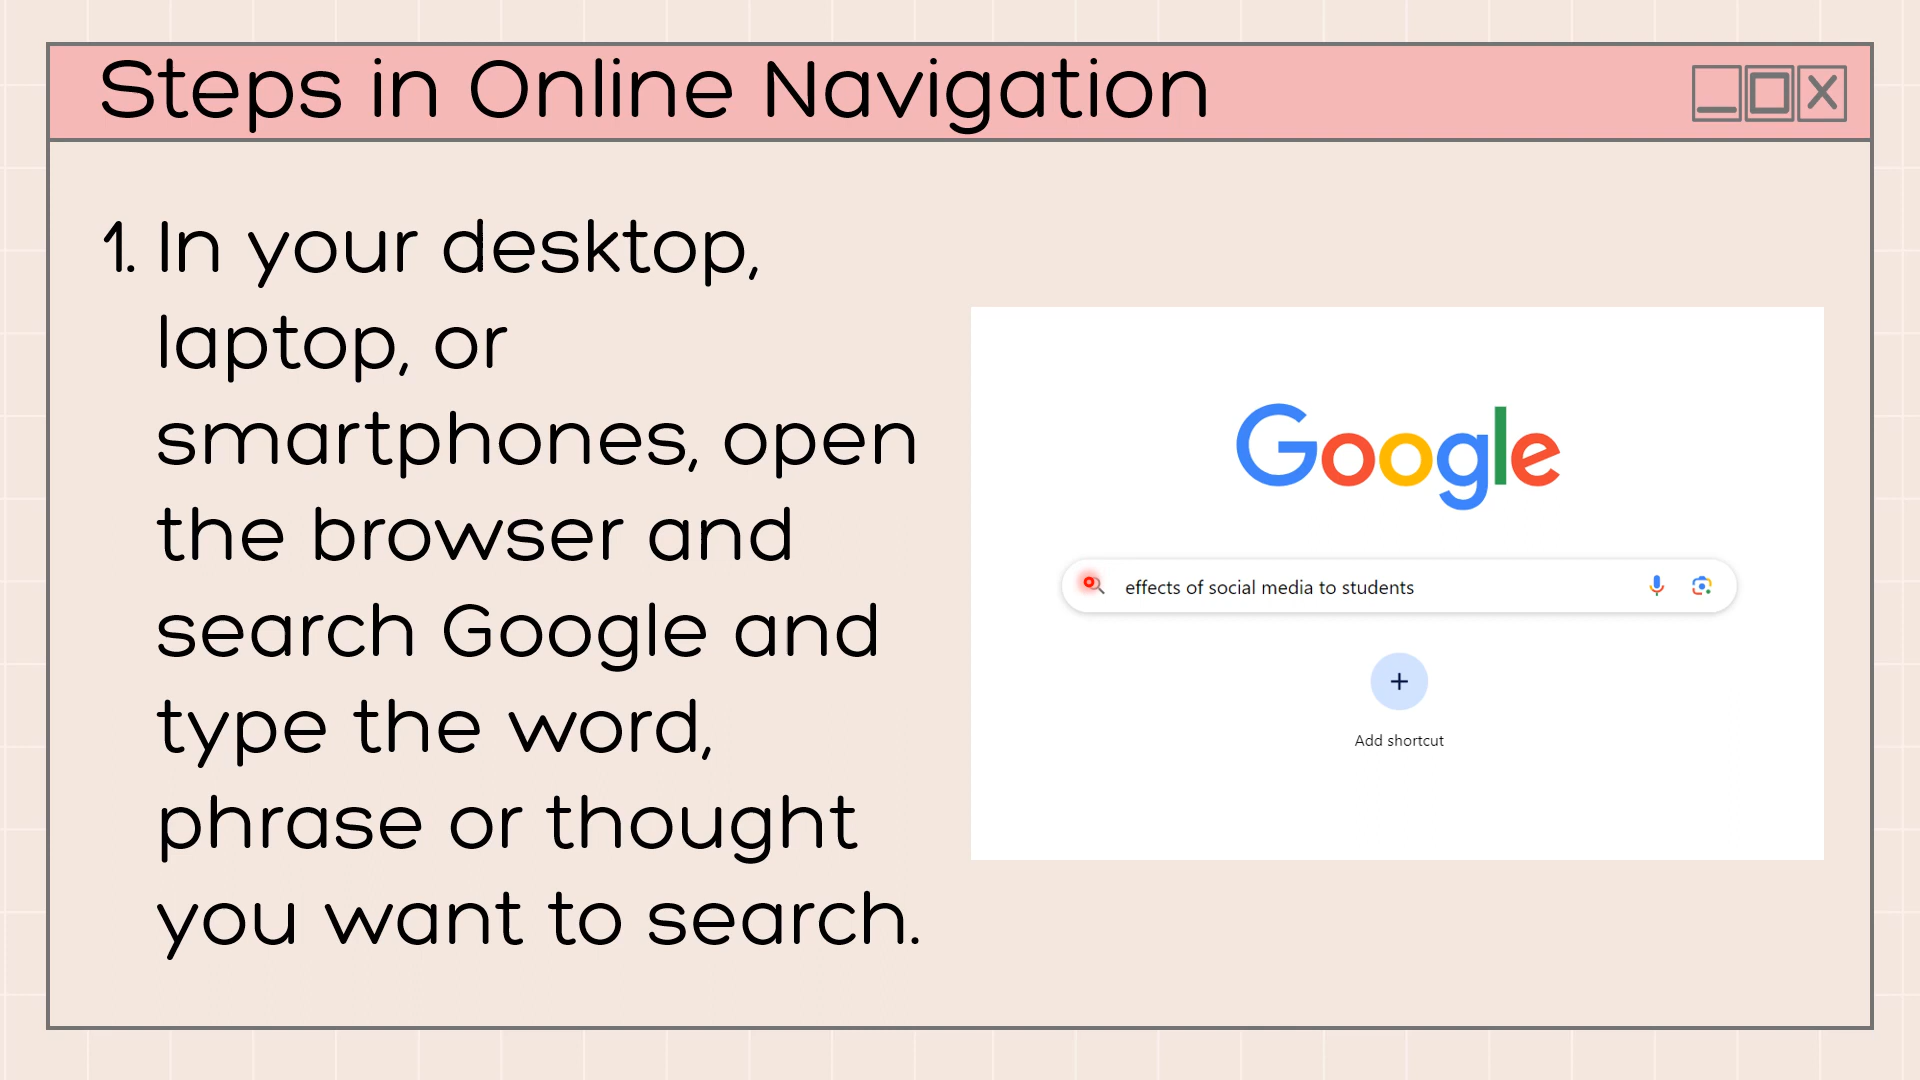 Steps in Online Navigation
1. In your desktop,
laptop, or
smartphones, open
the browser and
search Google and
type the word,
phrase or thought
you want to search.
Google
effects of social media to students
Add shortcut